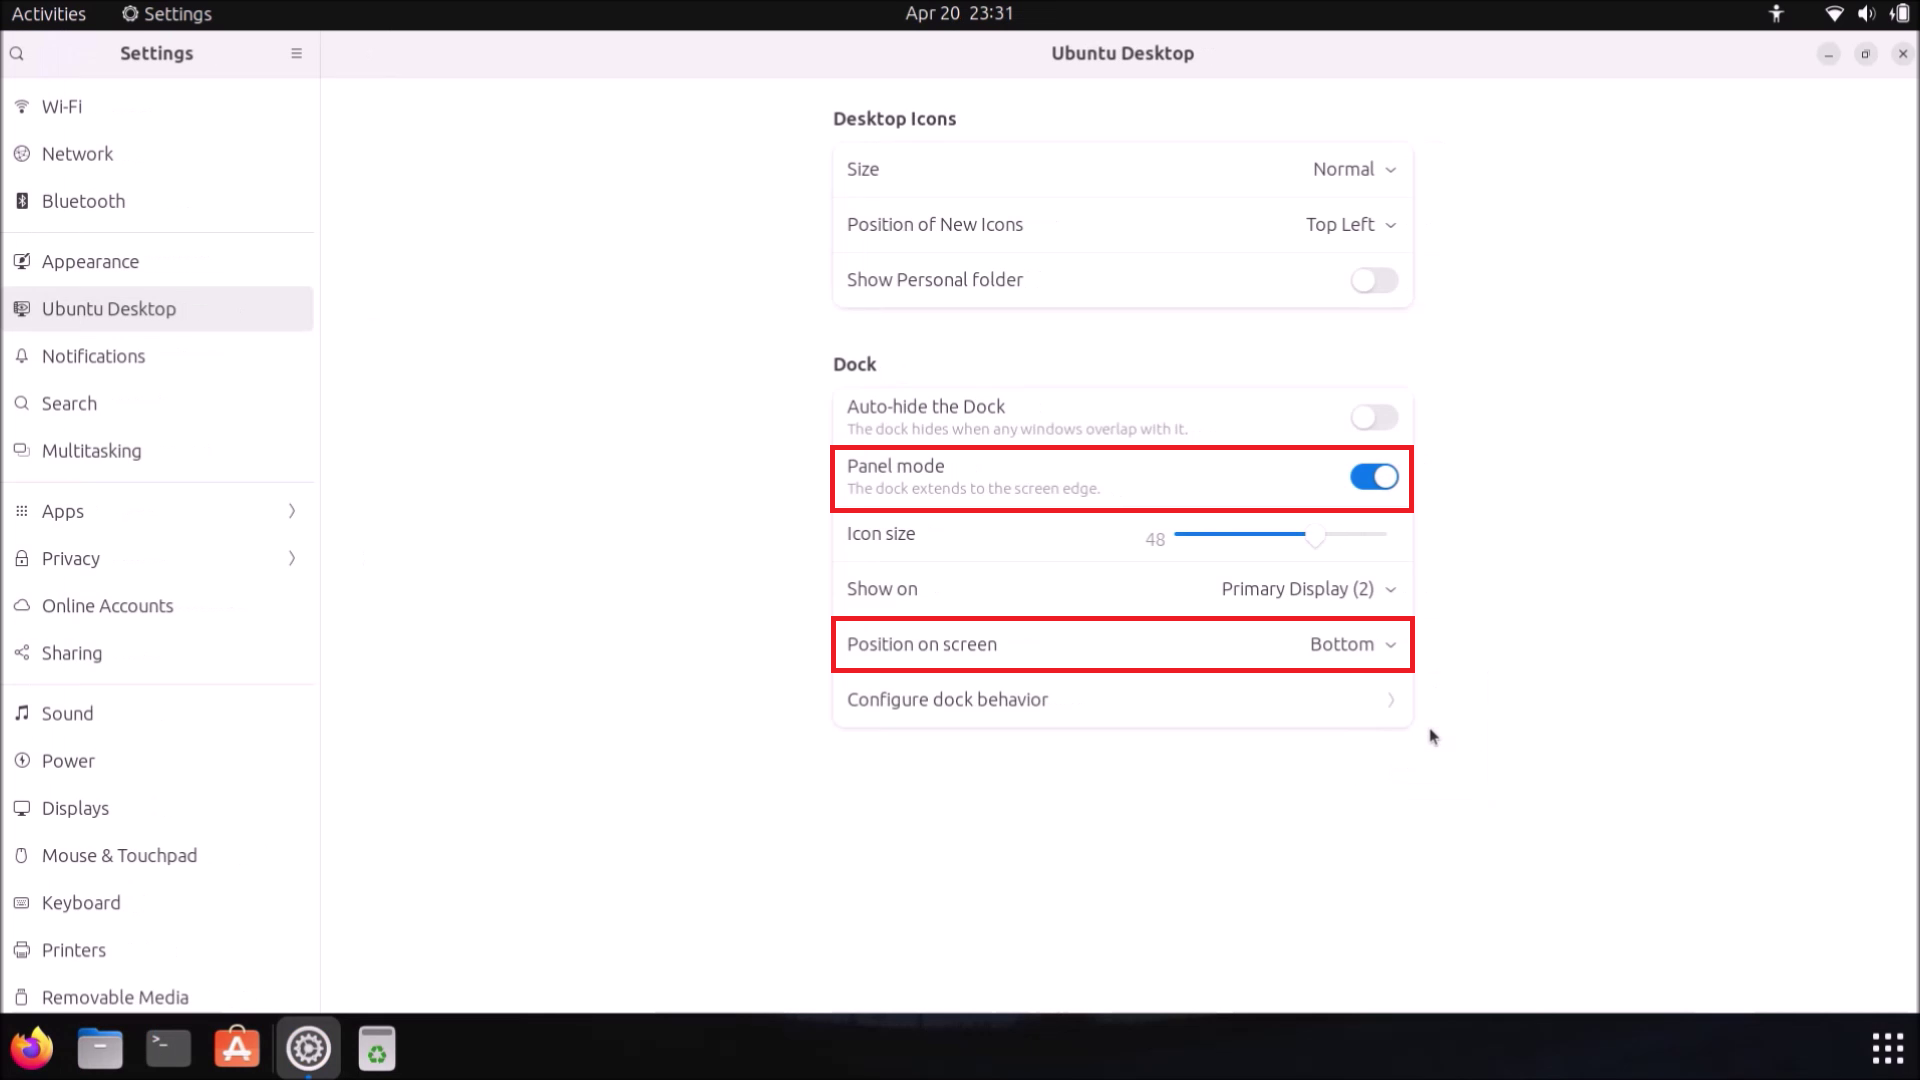 Activities
Settings
Apr 20 23:31
Settings
Ubuntu Desktop
Wi-Fi
Network
Bluetooth
Appearance
Ubuntu Desktop
Notifications
Search
Multitasking
Apps
Privacy
Online Accounts
Sharing
Sound
Power
Displays
Mouse & Touchpad
Keyboard
Printers
Removable Media
Desktop Icons
Size Normal
Position of New Icons Top Left
Show Personal folder
Dock
Auto-hide the Dock
The dock hides when any windows overlap with it.
Panel mode
The dock extends to the screen edge.
Icon size 48
Show on Primary Display (2)
Position on screen Bottom
Configure dock behavior